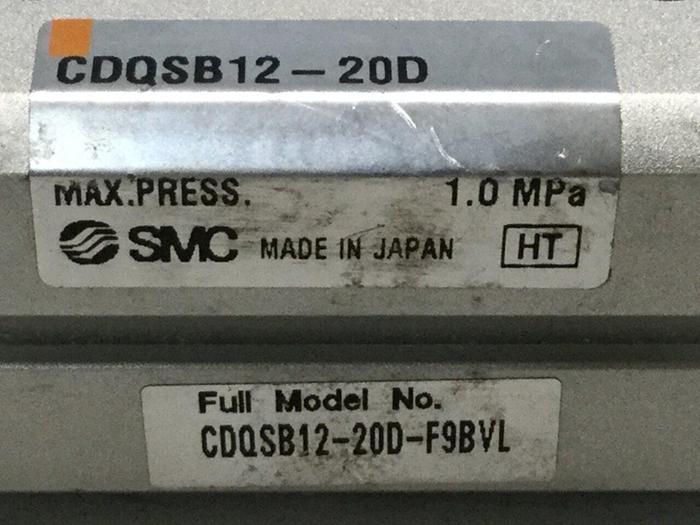 CDQSB12-20D
MAX.PRESS. 1.0 MPa
SMC MADE IN JAPAN HT
Full Model No.
CDQSB12-20D-F9BVL